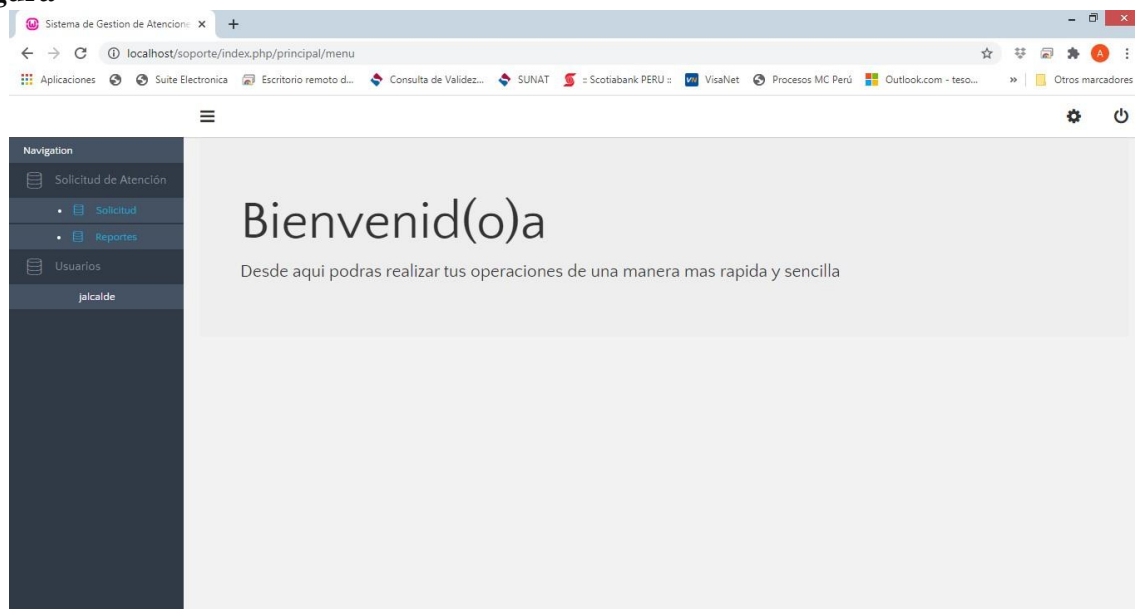 Sistema de Gestion de Atencione
localhost/soporte/index.php/principal/menu
A
Aplicaciones Suite Electronica Escritorio remoto d... Consulta de Validez... SUNAT :: Scotiabank PERU :: VN VisaNet Procesos MC Perú Outlook.com - teso... » Otros marcadores
Navigation
Solicitud de Atención
Solicitud
Reportes
Usuarios
jalcalde
Bienvenid(o)a
Desde aqui podras realizar tus operaciones de una manera mas rapida y sencilla